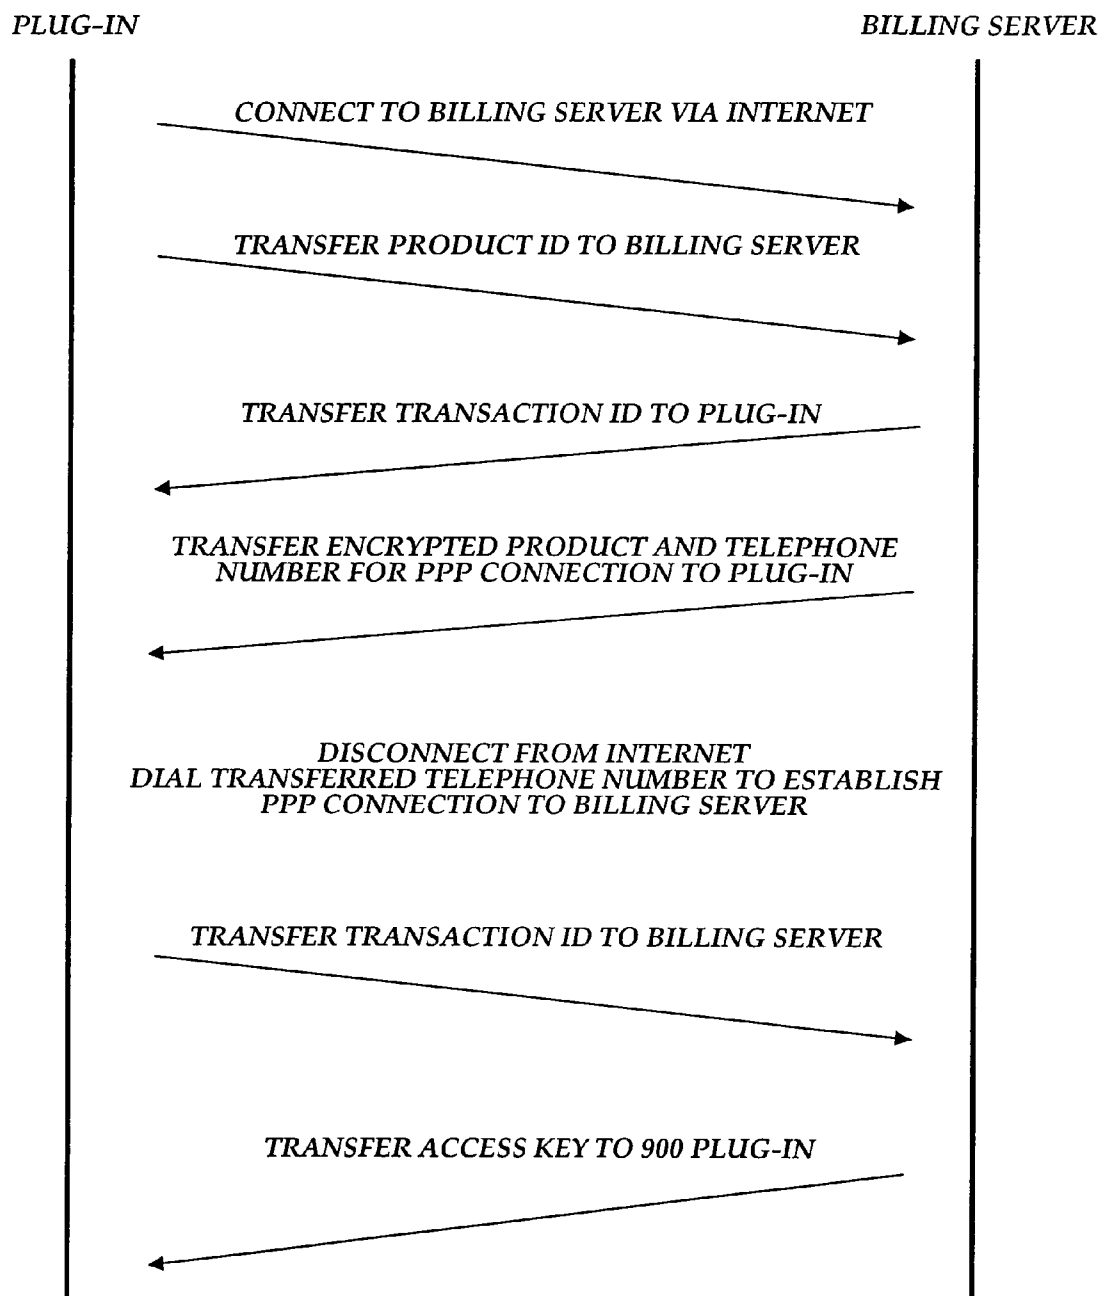 PLUG-IN
BILLING SERVER
CONNECT TO BILLING SERVER VIA INTERNET
TRANSFER PRODUCT ID TO BILLING SERVER
TRANSFER TRANSACTION ID TO PLUG-IN
TRANSFER ENCRYPTED PRODUCT AND TELEPHONE
NUMBER FOR PPP CONNECTION TO PLUG-IN
DISCONNECT FROM INTERNET
DIAL TRANSFERRED TELEPHONE NUMBER TO ESTABLISH
PPP CONNECTION TO BILLING SERVER
TRANSFER TRANSACTION ID TO BILLING SERVER
TRANSFER ACCESS KEY TO 900 PLUG-IN